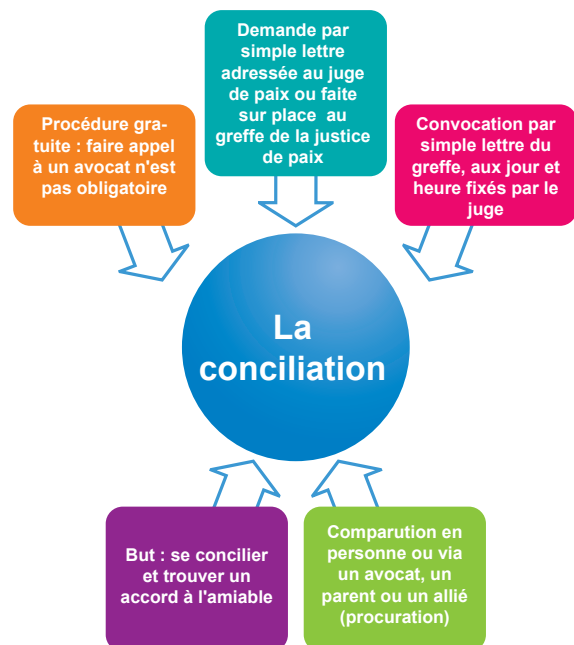 Demande par
simple lettre
adressée au juge
de paix ou faite
sur place au
greffe de la justice
de paix
Procédure gra-
tuite : faire appel
à un avocat n'est
pas obligatoire
Convocation par
simple lettre du
greffe, aux jour et
heure fixés par le
juge
La
conciliation
But : se concilier
et trouver un
accord à l'amiable
Comparution en
personne ou via
un avocat, un
parent ou un allié
(procuration)